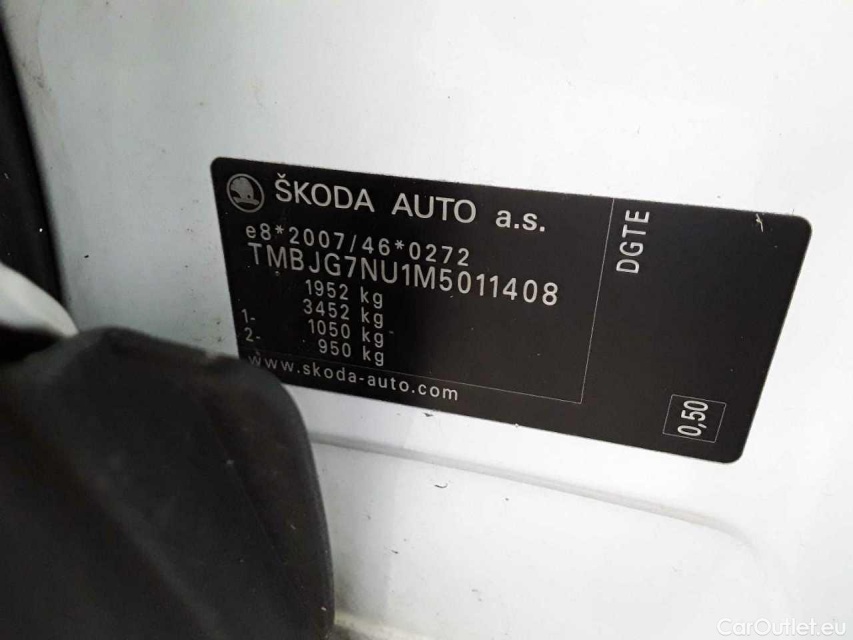 ŠKODA AUTO a.s.
e8*2007/46*0272
TMBJG7NU1M5011408
1952 kg
3452 kg
1- 1050 kg
2- 950 kg
www.skoda-auto.com
DGTE
0,50
CarOutlet.eu